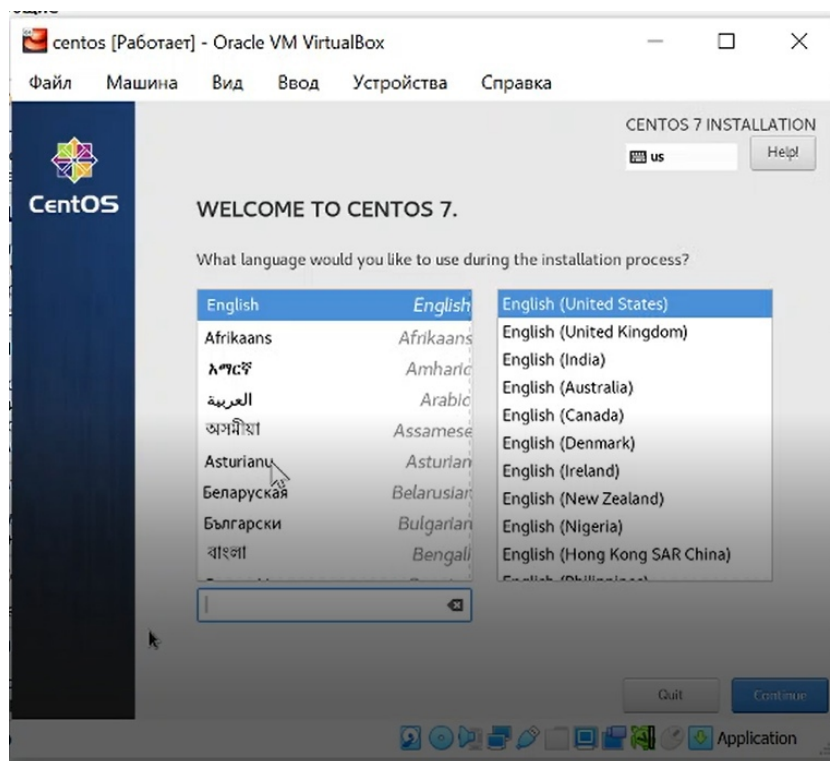 centos [Работает] - Oracle VM VirtualBox
Файл Машина Вид Ввод Устройства Справка
CENTOS 7 INSTALLATION
us Help!
CentOS
WELCOME TO CENTOS 7.
What language would you like to use during the installation process?
English English
Afrikaans Afrikaans
አማርኛ Amharic
العربية Arabic
অসমীয়া Assamese
Asturianu Asturian
Беларуская Belarusian
Български Bulgarian
বাংলা Bengali
English (United States)
English (United Kingdom)
English (India)
English (Australia)
English (Canada)
English (Denmark)
English (Ireland)
English (New Zealand)
English (Nigeria)
English (Hong Kong SAR China)
English (Philippines)
Quit Continue
Application